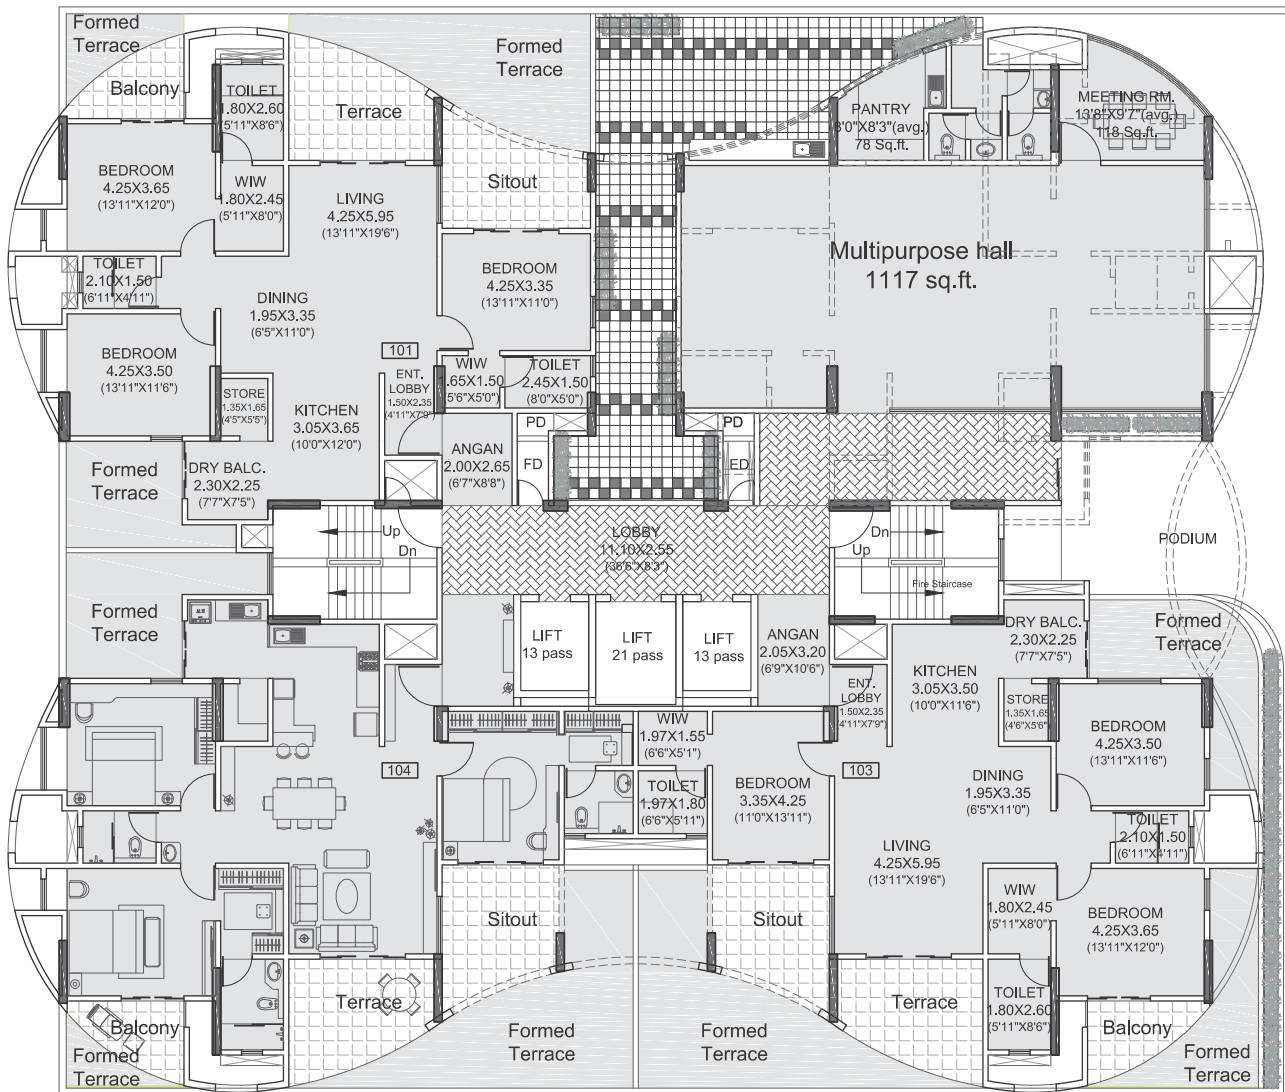 Formed
Terrace
Balcony
TOILET
1.80X2.60
(5'11"X8'6")
Terrace
Formed
Terrace
Sitout
BEDROOM
4.25X3.65
(13'11"X12'0")
WIW
1.80X2.45
(5'11"X8'0")
LIVING
4.25X5.95
(13'11"X19'6")
TOILET
2.10X1.50
(6'11"X4'11")
DINING
1.95X3.35
(6'5"X11'0")
BEDROOM
4.25X3.35
(13'11"X11'0")
BEDROOM
4.25X3.50
(13'11"X11'6")
101
STORE
1.35X1.65
(4'5"X5'5")
KITCHEN
3.05X3.65
(10'0"X12'0")
ENT.
LOBBY
1.50X2.35
(4'11"X7'9")
WIW
.65X1.50
5'6"X5'0")
TOILET
2.45X1.50
(8'0"X5'0")
ANGAN
2.00X2.65
(6'7"X8'8")
PD
FD
PD
ED
Formed
Terrace
DRY BALC.
2.30X2.25
(7'7"X7'5")
PANTRY
8'0"X8'3"(avg.)
78 Sq.ft.
MEETING RM.
13'8"X9'7"(avg.)
118 Sq.ft.
Multipurpose hall
1117 sq.ft.
Up
Dn
LOBBY
11.10X2.55
(36'6"X8'3")
Dn
Up
Fire Staircase
PODIUM
Formed
Terrace
LIFT
13 pass
LIFT
21 pass
LIFT
13 pass
ANGAN
2.05X3.20
(6'9"X10'6")
DRY BALC.
2.30X2.25
(7'7"X7'5")
Formed
Terrace
KITCHEN
3.05X3.50
(10'0"X11'6")
ENT.
LOBBY
1.50X2.35
4'11"X7'9")
STORE
1.35X1.65
(4'6"X5'6")
BEDROOM
4.25X3.50
(13'11"X11'6")
104
WIW
1.97X1.55
(6'6"X5'1")
TOILET
1.97X1.80
(6'6"X5'11")
BEDROOM
3.35X4.25
(11'0"X13'11")
103
DINING
1.95X3.35
(6'5"X11'0")
LIVING
4.25X5.95
(13'11"X19'6")
TOILET
2.10X1.50
(6'11"X4'11")
WIW
1.80X2.45
(5'11"X8'0")
BEDROOM
4.25X3.65
(13'11"X12'0")
Sitout
Sitout
Terrace
Terrace
TOILET
1.80X2.60
(5'11"X8'6")
Balcony
Balcony
Formed
Terrace
Formed
Terrace
Formed
Terrace
Formed
Terrace